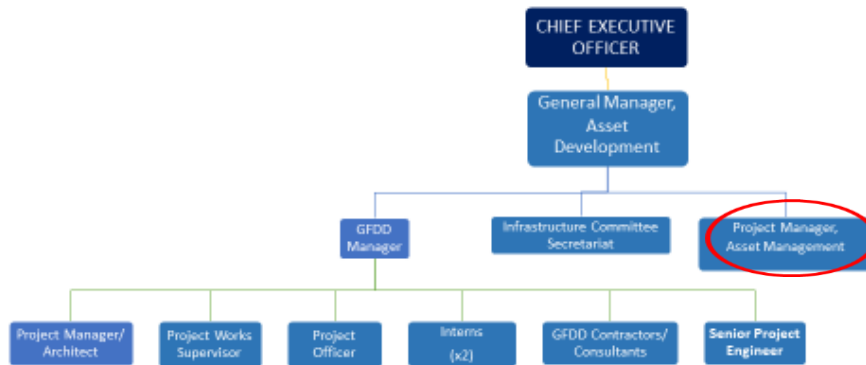 CHIEF EXECUTIVE
OFFICER
General Manager,
Asset
Development
GFDD
Manager
Infrastructure Committee
Secretariat
Project Manager,
Asset Management
Project Manager/
Architect
Project Works
Supervisor
Project
Officer
Interns
(x2)
GFDD Contractors/
Consultants
Senior Project
Engineer